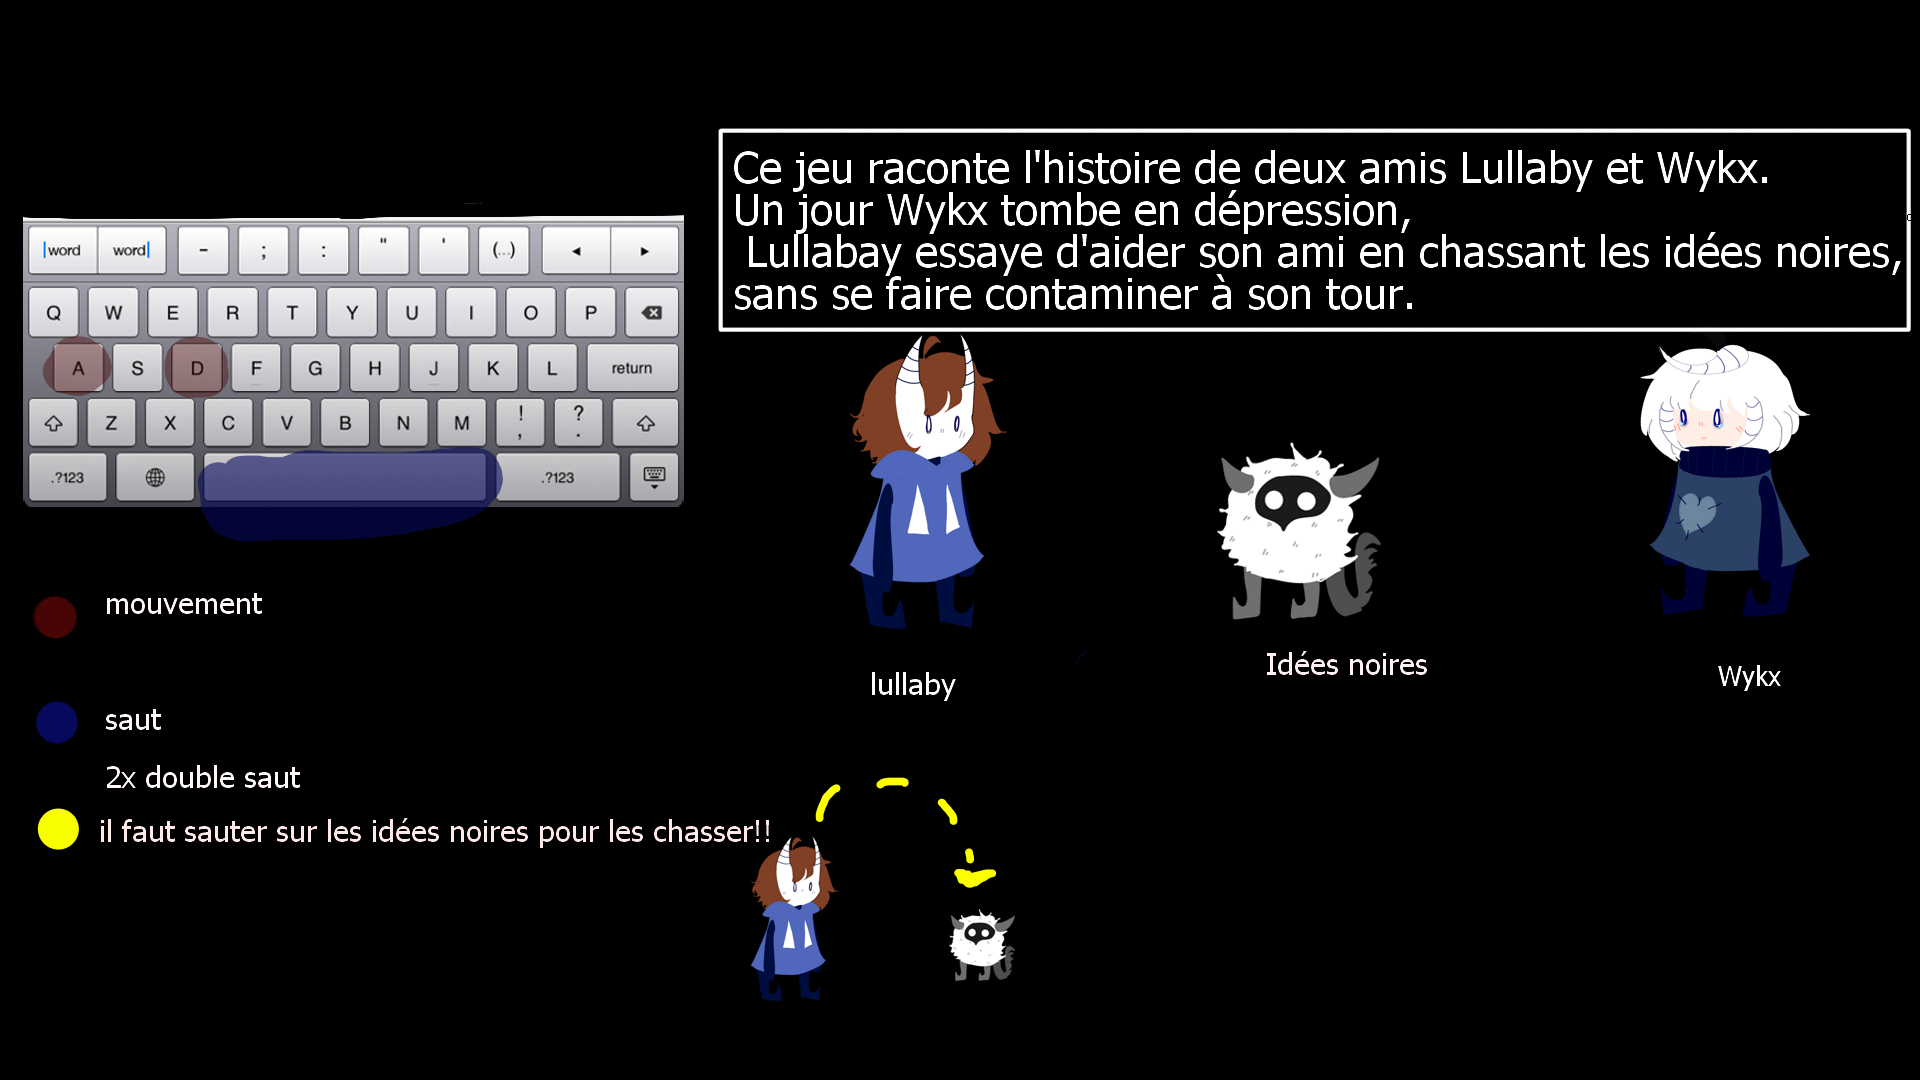 Ce jeu raconte l'histoire de deux amis Lullaby et Wykx.
Un jour Wykx tombe en dépression,
Lullabay essaye d'aider son ami en chassant les idées noires,
sans se faire contaminer à son tour.
word word - ; : " ' (...)
Q W E R T Y U I O P
A S D F G H J K L return
Z X C V B N M ! , ? .
.?123 .?123
mouvement
saut
2x double saut
il faut sauter sur les idées noires pour les chasser!!
lullaby
Idées noires
Wykx